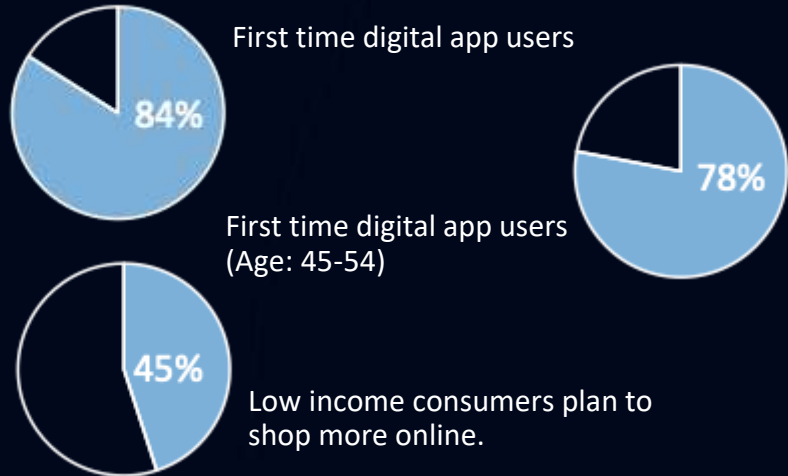 First time digital app users
84%
78%
First time digital app users
(Age: 45-54)
45%
Low income consumers plan to
shop more online.